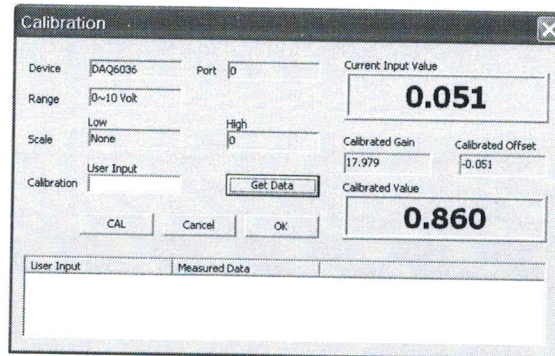 Calibration
Device DAQ6036 Port 0 Current Input Value
Range 0~10 Volt 0.051
Low High
Scale None 0 Calibrated Gain Calibrated Offset
17.979 -0.051
User Input
Calibration Get Data Calibrated Value
CAL Cancel OK 0.860
User Input Measured Data